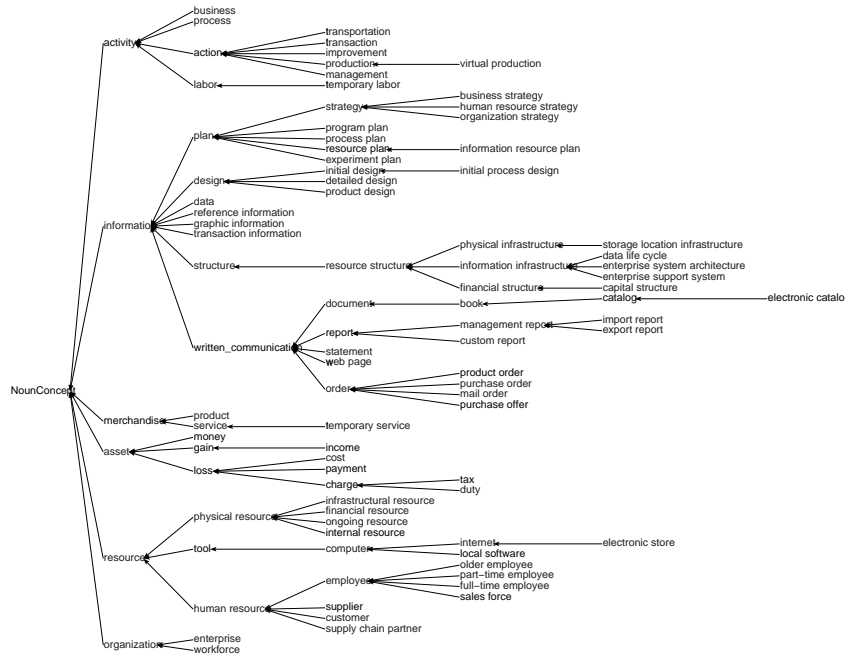 business
process
activity
transportation
transaction
action
improvement
production
virtual production
management
labor
temporary labor
business strategy
strategy
human resource strategy
organization strategy
program plan
plan
process plan
resource plan
information resource plan
experiment plan
initial design
initial process design
design
detailed design
product design
data
reference information
information
graphic information
transaction information
physical infrastructure
storage location infrastructure
data life cycle
structure
resource structure
information infrastructure
enterprise system architecture
enterprise support system
financial structure
capital structure
document
book
catalog
electronic catalo
import report
report
management report
export report
custom report
written_communication
statement
web page
product order
purchase order
order
mail order
NounConcept
purchase offer
product
merchandise
service
temporary service
money
asset
gain
income
cost
loss
payment
charge
tax
duty
infrastructural resource
physical resource
financial resource
ongoing resource
internal resource
internet
electronic store
tool
computer
local software
resource
older employee
employee
part-time employee
full-time employee
sales force
human resource
supplier
customer
supply chain partner
enterprise
organization
workforce